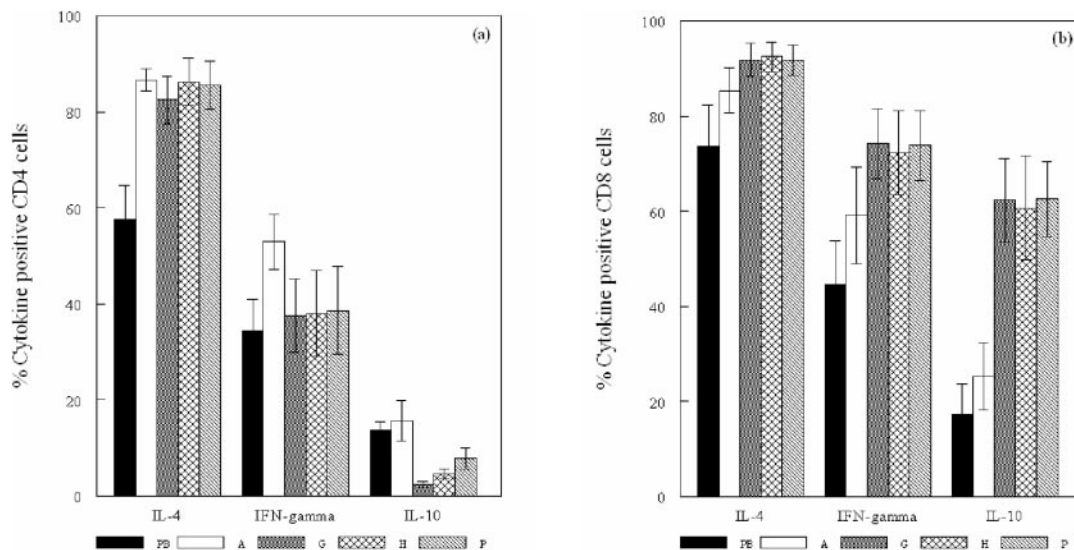 (a)
% Cytokine positive CD4 cells
100
80
60
40
20
0
IL-4 IFN-gamma IL-10
PB A G H P
(b)
% Cytokine positive CD8 cells
100
80
60
40
20
0
IL-4 IFN-gamma IL-10
PB A G H P